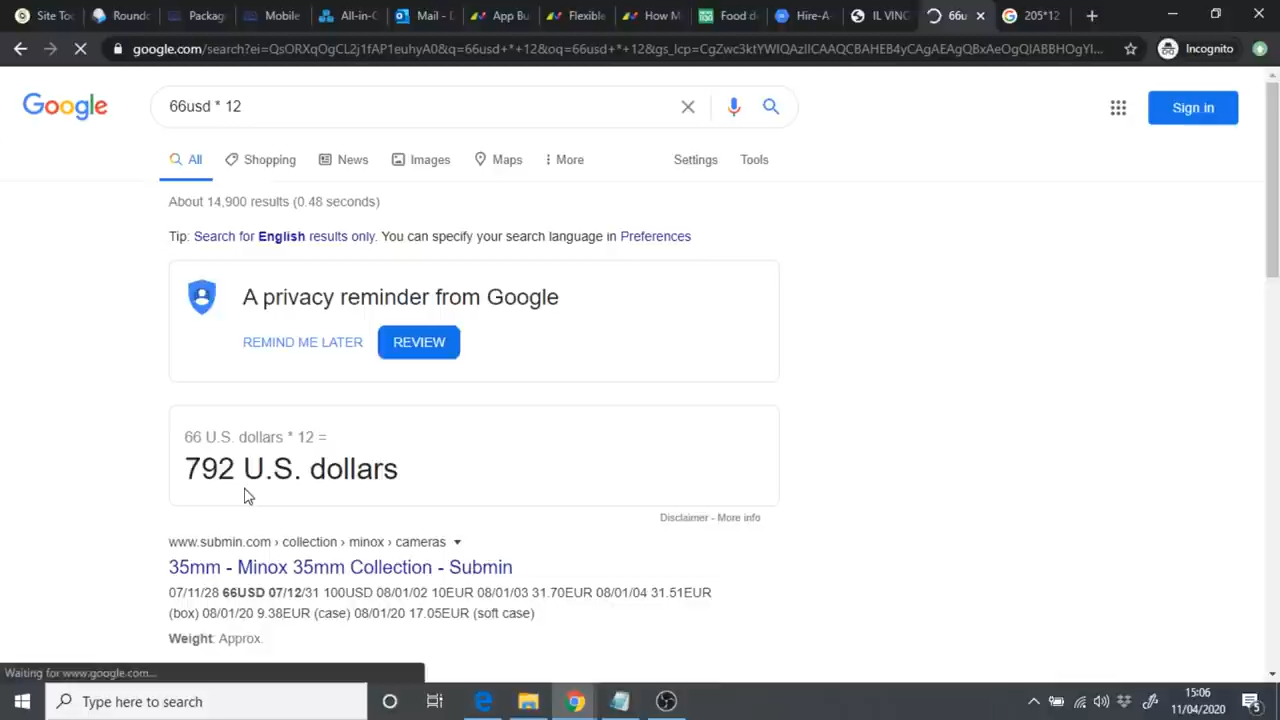 Site Too
Rounde
Packag
Mobile
All-in-C
Mail - D
App Bu
Flexible
How M
Food d
Hire-A
IL VINC
66u
205*12
google.com/search?ei=QsORXqOgCL2j1fAP1euhyA0&q=66usd+*+12&oq=66usd+*+12&gs_lcp=CgZwc3ktYWIQAzIICAAQCBAHEB4yCAgAEAgQBxAeOgQIABBHOgYI...
Incognito
Google
66usd * 12
Sign in
All
Shopping
News
Images
Maps
More
Settings
Tools
About 14,900 results (0.48 seconds)
Tip: Search for English results only. You can specify your search language in Preferences
A privacy reminder from Google
REMIND ME LATER
REVIEW
66 U.S. dollars * 12 =
792 U.S. dollars
Disclaimer - More info
www.submin.com › collection › minox › cameras
35mm - Minox 35mm Collection - Submin
07/11/28 66USD 07/12/31 100USD 08/01/02 10EUR 08/01/03 31.70EUR 08/01/04 31.51EUR
(box) 08/01/20 9.38EUR (case) 08/01/20 17.05EUR (soft case)
Weight: Approx.
Waiting for www.google.com...
Type here to search
15:06
11/04/2020
5